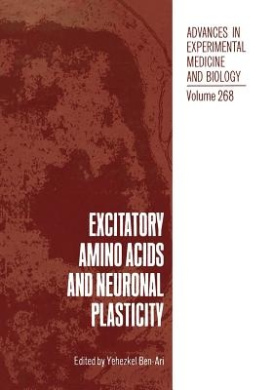 ADVANCES IN
EXPERIMENTAL
MEDICINE
AND BIOLOGY
Volume 268
EXCITATORY
AMINO ACIDS
AND NEURONAL
PLASTICITY
Edited by Yehezkel Ben-Ari